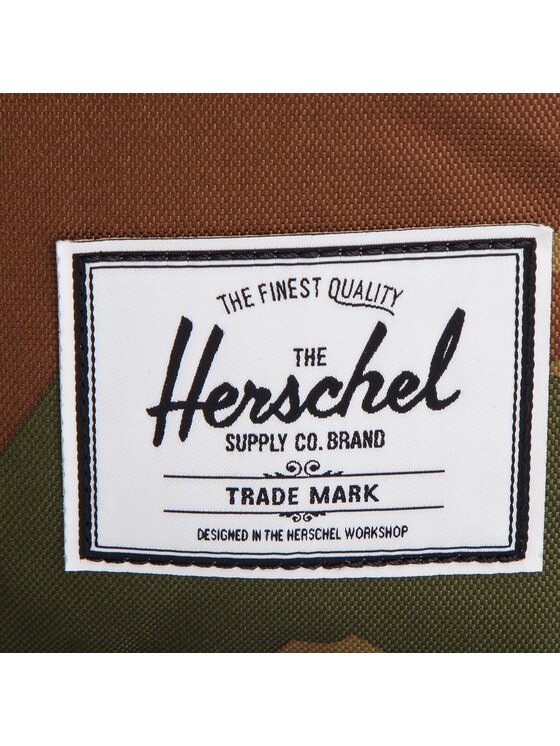 THE FINEST QUALITY
THE
Herschel
SUPPLY CO. BRAND
TRADE MARK
DESIGNED IN THE HERSCHEL WORKSHOP